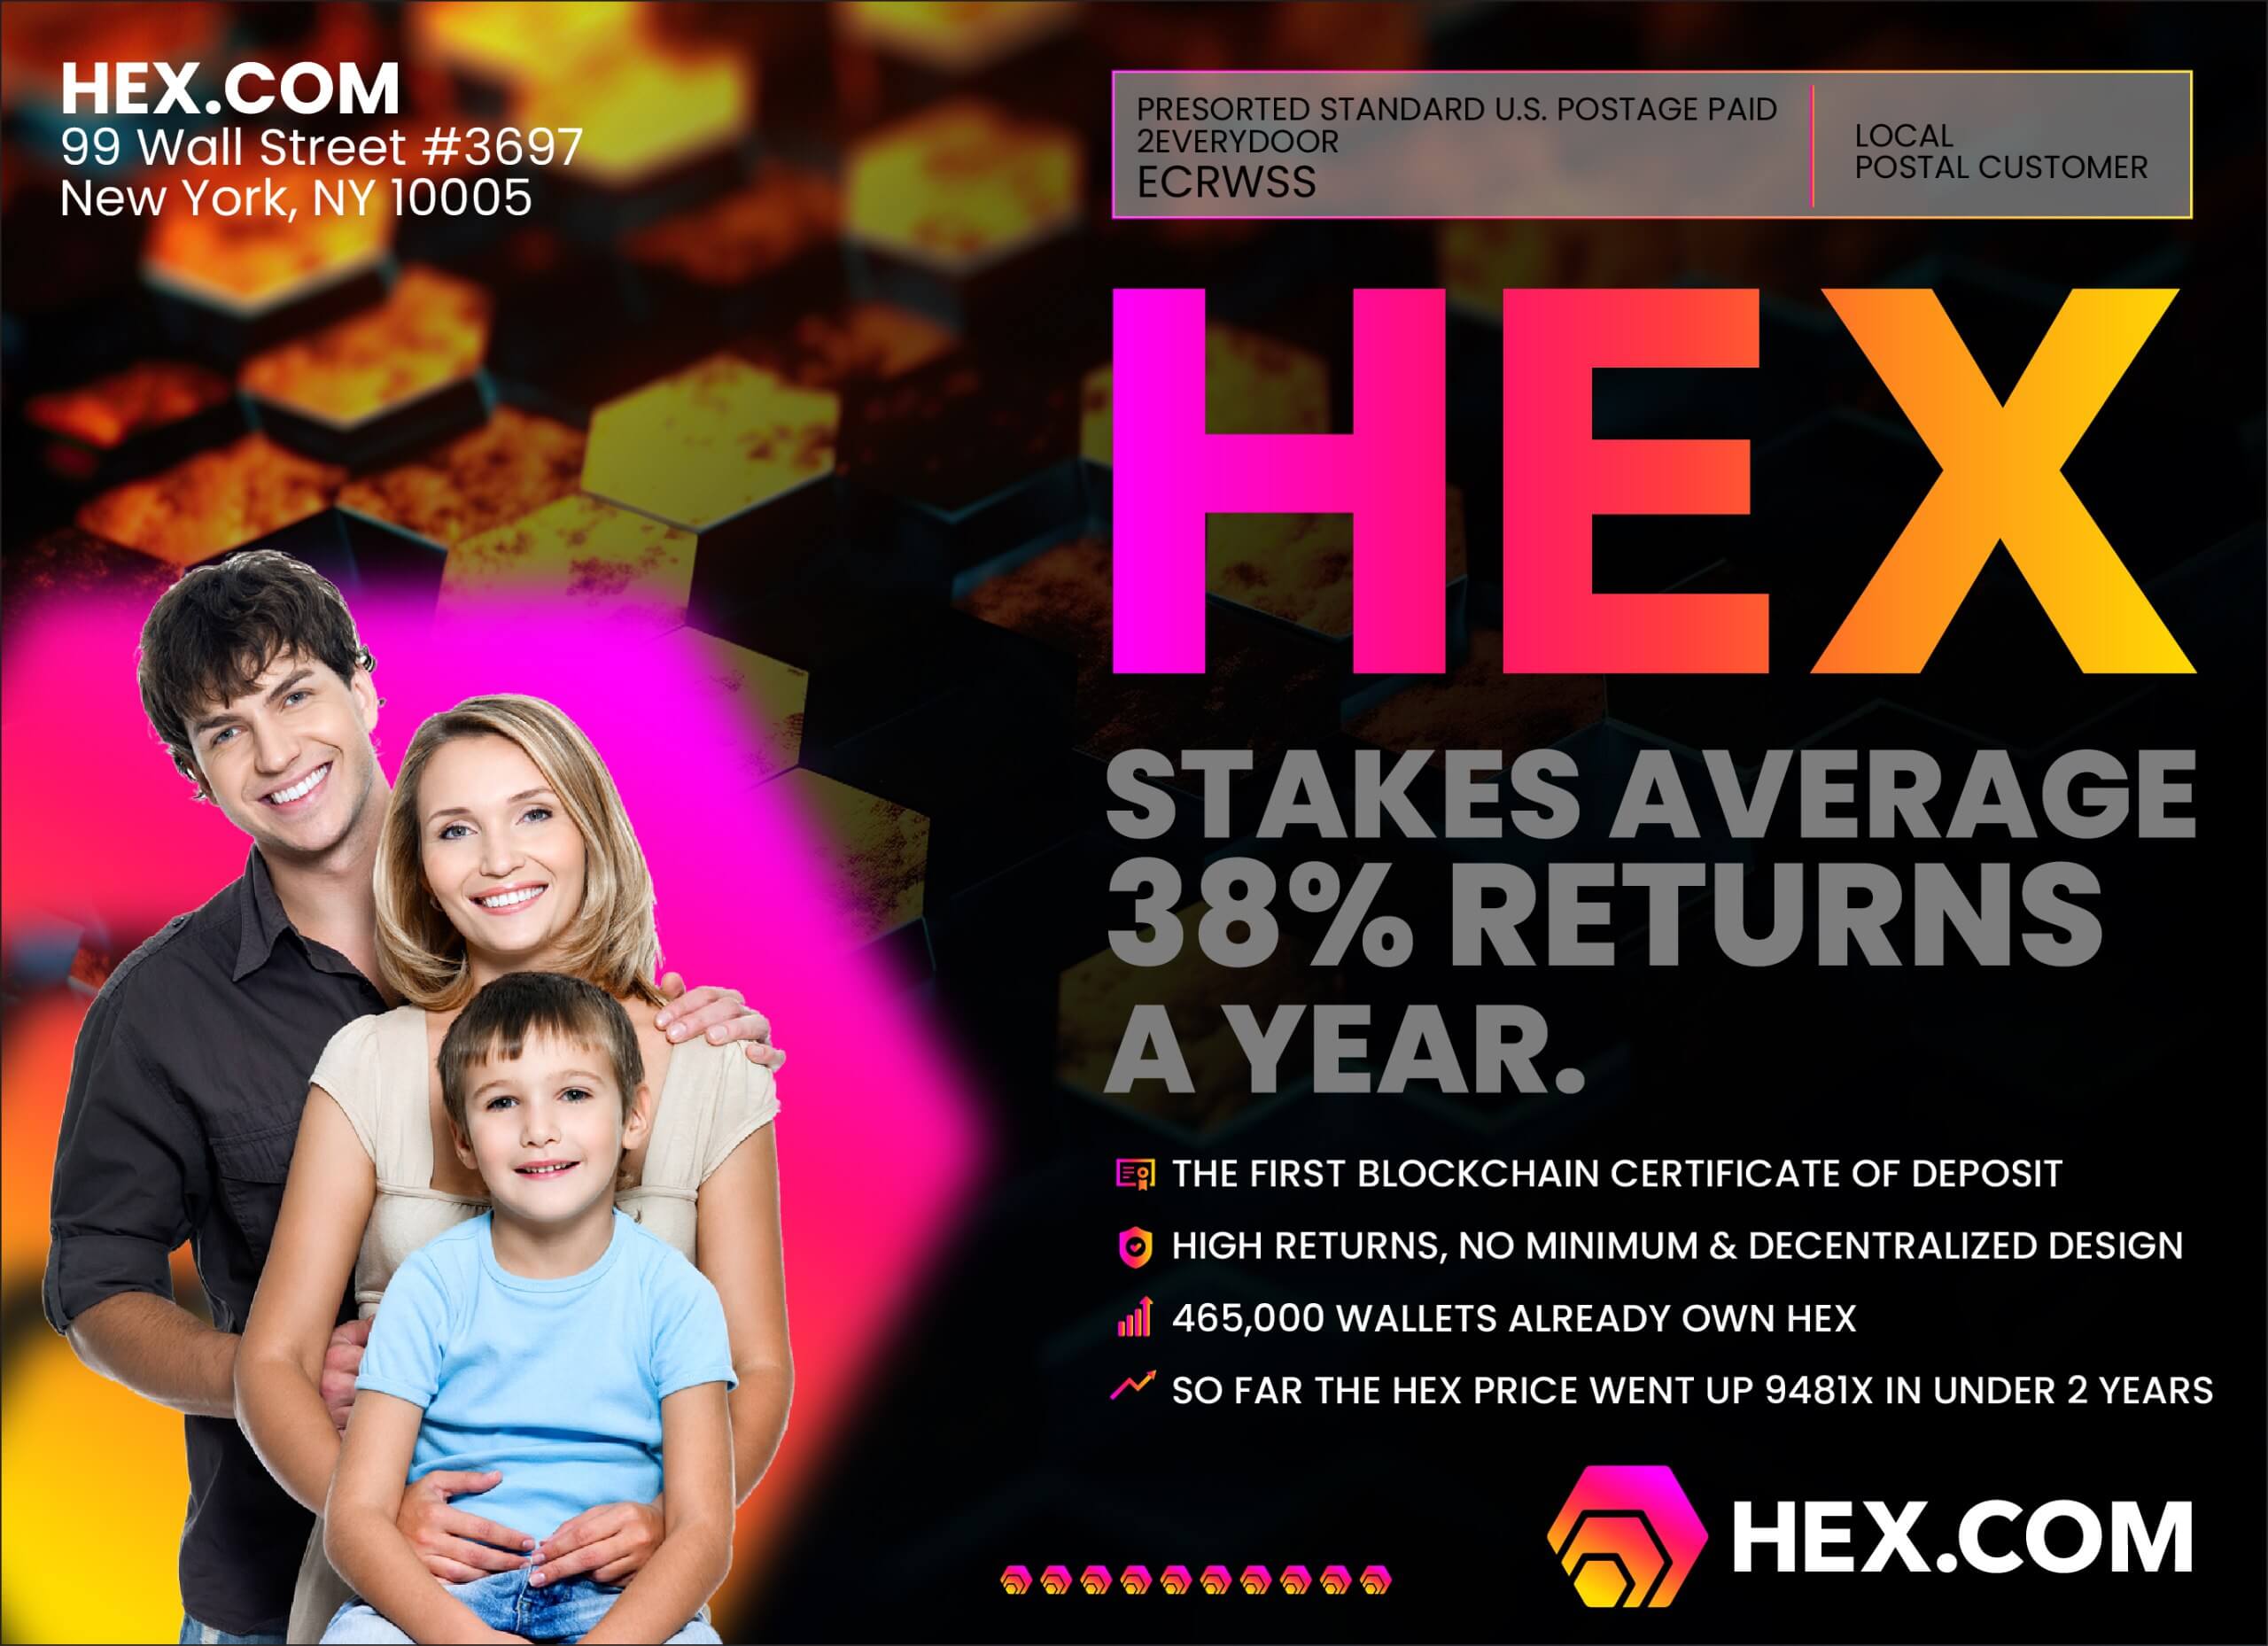 HEX.COM
99 Wall Street #3697
New York, NY 10005
PRESORTED STANDARD U.S. POSTAGE PAID
2EVERYDOOR
ECRWSS
LOCAL
POSTAL CUSTOMER
HEX
STAKES AVERAGE
38% RETURNS
A YEAR.
THE FIRST BLOCKCHAIN CERTIFICATE OF DEPOSIT
HIGH RETURNS, NO MINIMUM & DECENTRALIZED DESIGN
465,000 WALLETS ALREADY OWN HEX
SO FAR THE HEX PRICE WENT UP 9481X IN UNDER 2 YEARS
HEX.COM